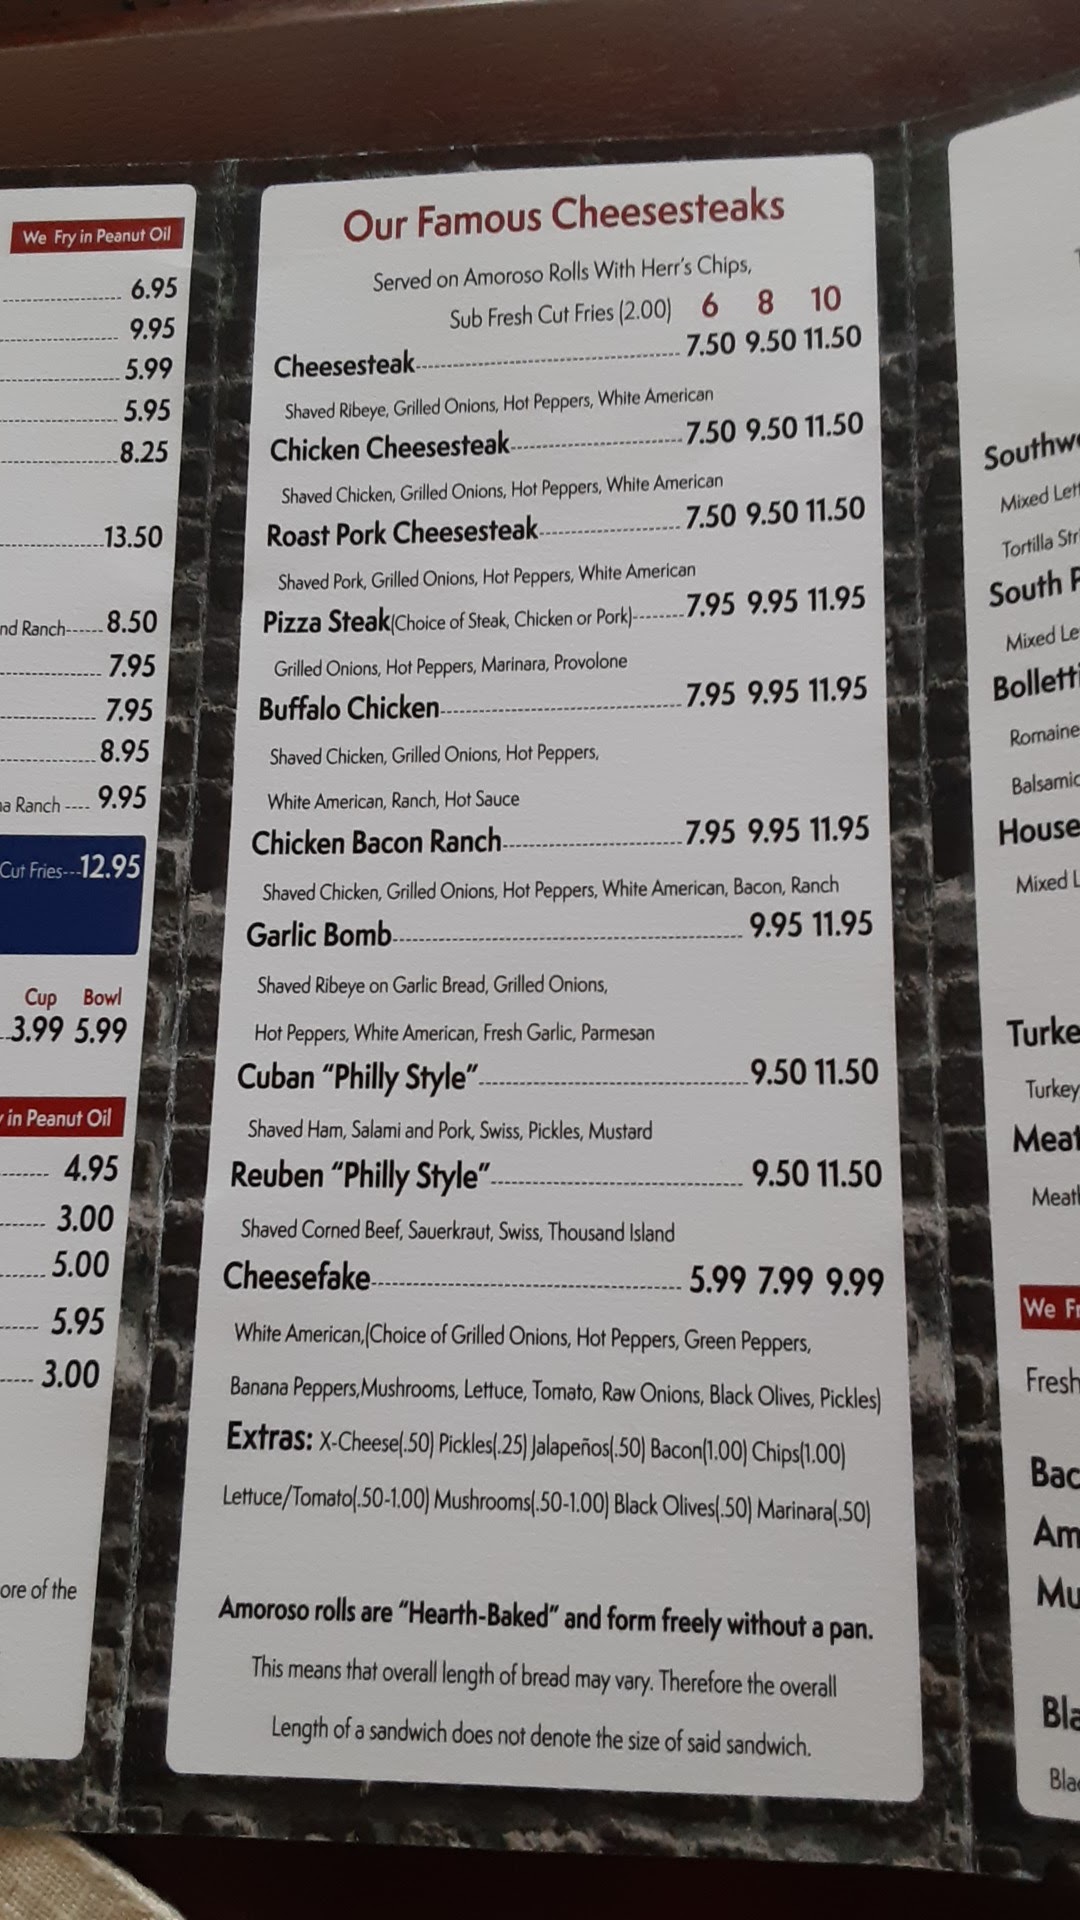 We Fry in Peanut Oil
6.95
9.95
5.99
5.95
8.25
13.50
nd Ranch------ 8.50
7.95
7.95
8.95
Ranch ---- 9.95
Cut Fries---12.95
Cup Bowl
3.99 5.99
in Peanut Oil
4.95
3.00
5.00
5.95
3.00
ore of the
Our Famous Cheesesteaks
Served on Amoroso Rolls With Herr's Chips,
Sub Fresh Cut Fries (2.00) 6 8 10
Cheesesteak 7.50 9.50 11.50
Shaved Ribeye, Grilled Onions, Hot Peppers, White American
Chicken Cheesesteak 7.50 9.50 11.50
Shaved Chicken, Grilled Onions, Hot Peppers, White American
Roast Pork Cheesesteak 7.50 9.50 11.50
Shaved Pork, Grilled Onions, Hot Peppers, White American
Pizza Steak(Choice of Steak, Chicken or Pork) 7.95 9.95 11.95
Grilled Onions, Hot Peppers, Marinara, Provolone
Buffalo Chicken 7.95 9.95 11.95
Shaved Chicken, Grilled Onions, Hot Peppers,
White American, Ranch, Hot Sauce
Chicken Bacon Ranch 7.95 9.95 11.95
Shaved Chicken, Grilled Onions, Hot Peppers, White American, Bacon, Ranch
Garlic Bomb 9.95 11.95
Shaved Ribeye on Garlic Bread, Grilled Onions,
Hot Peppers, White American, Fresh Garlic, Parmesan
Cuban "Philly Style" 9.50 11.50
Shaved Ham, Salami and Pork, Swiss, Pickles, Mustard
Reuben "Philly Style" 9.50 11.50
Shaved Corned Beef, Sauerkraut, Swiss, Thousand Island
Cheesefake 5.99 7.99 9.99
White American,(Choice of Grilled Onions, Hot Peppers, Green Peppers,
Banana Peppers,Mushrooms, Lettuce, Tomato, Raw Onions, Black Olives, Pickles)
Extras: X-Cheese(.50) Pickles(.25) Jalapeños(.50) Bacon(1.00) Chips(1.00)
Lettuce/Tomato(.50-1.00) Mushrooms(.50-1.00) Black Olives(.50) Marinara(.50)
Amoroso rolls are "Hearth-Baked" and form freely without a pan.
This means that overall length of bread may vary. Therefore the overall
Length of a sandwich does not denote the size of said sandwich.
Southw
Mixed Lett
Tortilla Str
South
Mixed Le
Bolletti
Romaine
Balsamic
House
Mixed L
Turke
Turkey
Meat
Meatb
We Fr
Fresh
Bac
Am
Mu
Bla
Blac